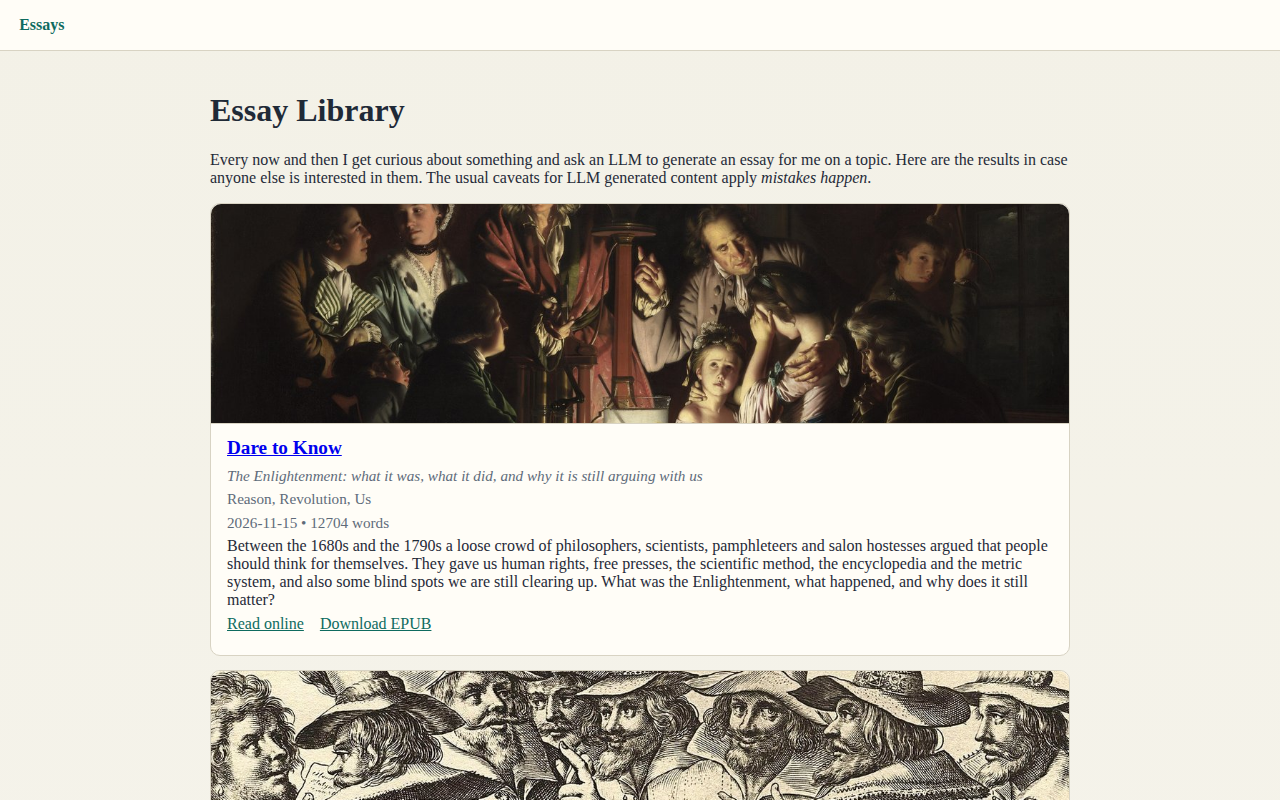 Essays
Essay Library
Every now and then I get curious about something and ask an LLM to generate an essay for me on a topic. Here are the results in case
anyone else is interested in them. The usual caveats for LLM generated content apply mistakes happen.
Dare to Know
The Enlightenment: what it was, what it did, and why it is still arguing with us
Reason, Revolution, Us
2026-11-15 • 12704 words
Between the 1680s and the 1790s a loose crowd of philosophers, scientists, pamphleteers and salon hostesses argued that people
should think for themselves. They gave us human rights, free presses, the scientific method, the encyclopedia and the metric
system, and also some blind spots we are still clearing up. What was the Enlightenment, what happened, and why does it still
matter?
Read online Download EPUB